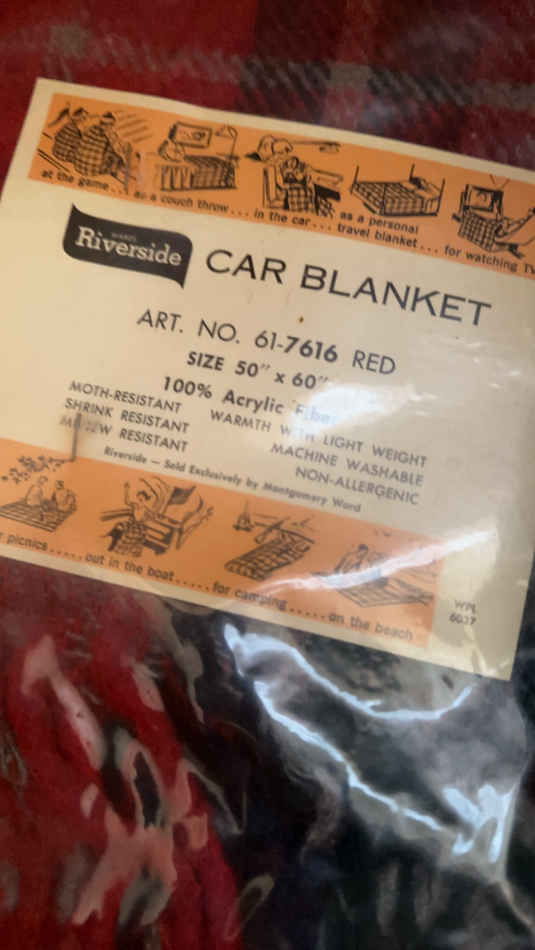 at the game... as a couch throw... in the car... as a personal travel blanket... for watching TV
WARDS
Riverside
CAR BLANKET
ART. NO. 61-7616 RED
SIZE 50" x 60"
100% Acrylic Fiber
MOTH-RESISTANT WARMTH WITH LIGHT WEIGHT
SHRINK RESISTANT MACHINE WASHABLE
MILDEW RESISTANT NON-ALLERGENIC
Riverside — Sold Exclusively by Montgomery Ward
picnics..... out in the boat..... for camping..... on the beach
WPL
6037